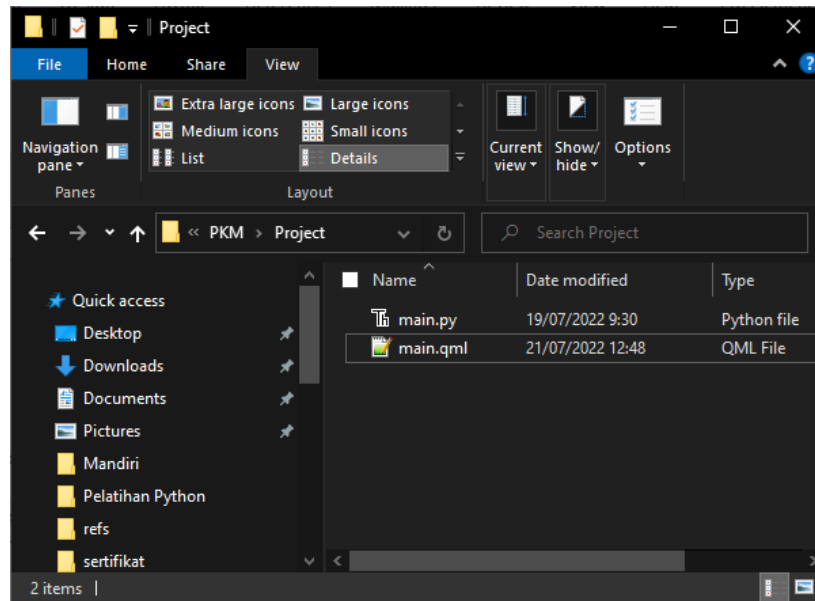 Project
File Home Share View
Extra large icons Large icons
Medium icons Small icons
List Details
Navigation pane
Current view
Show/ hide
Options
Panes
Layout
« PKM > Project
Search Project
Name Date modified Type
Quick access
main.py 19/07/2022 9:30 Python file
Desktop
main.qml 21/07/2022 12:48 QML File
Downloads
Documents
Pictures
Mandiri
Pelatihan Python
refs
sertifikat
2 items